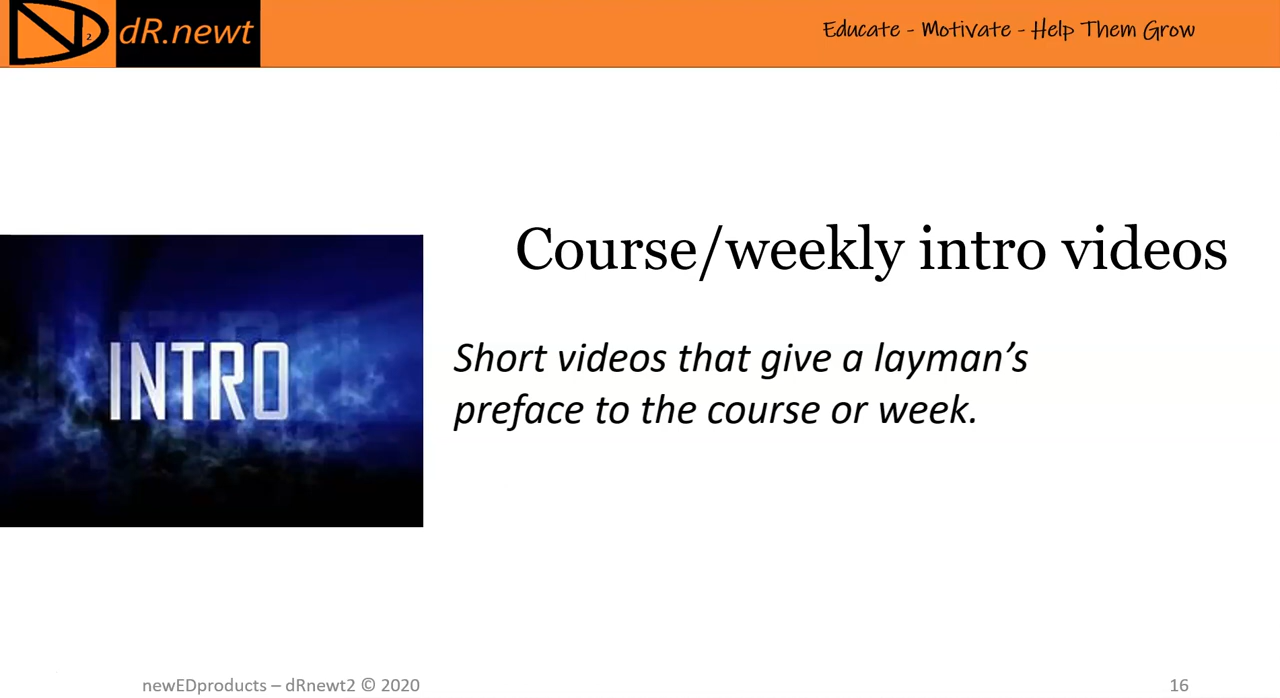 2
dR.newt
Educate - Motivate - Help Them Grow
Course/weekly intro videos
INTRO
Short videos that give a layman’s
preface to the course or week.
newEDproducts – dRnewt2 © 2020
16